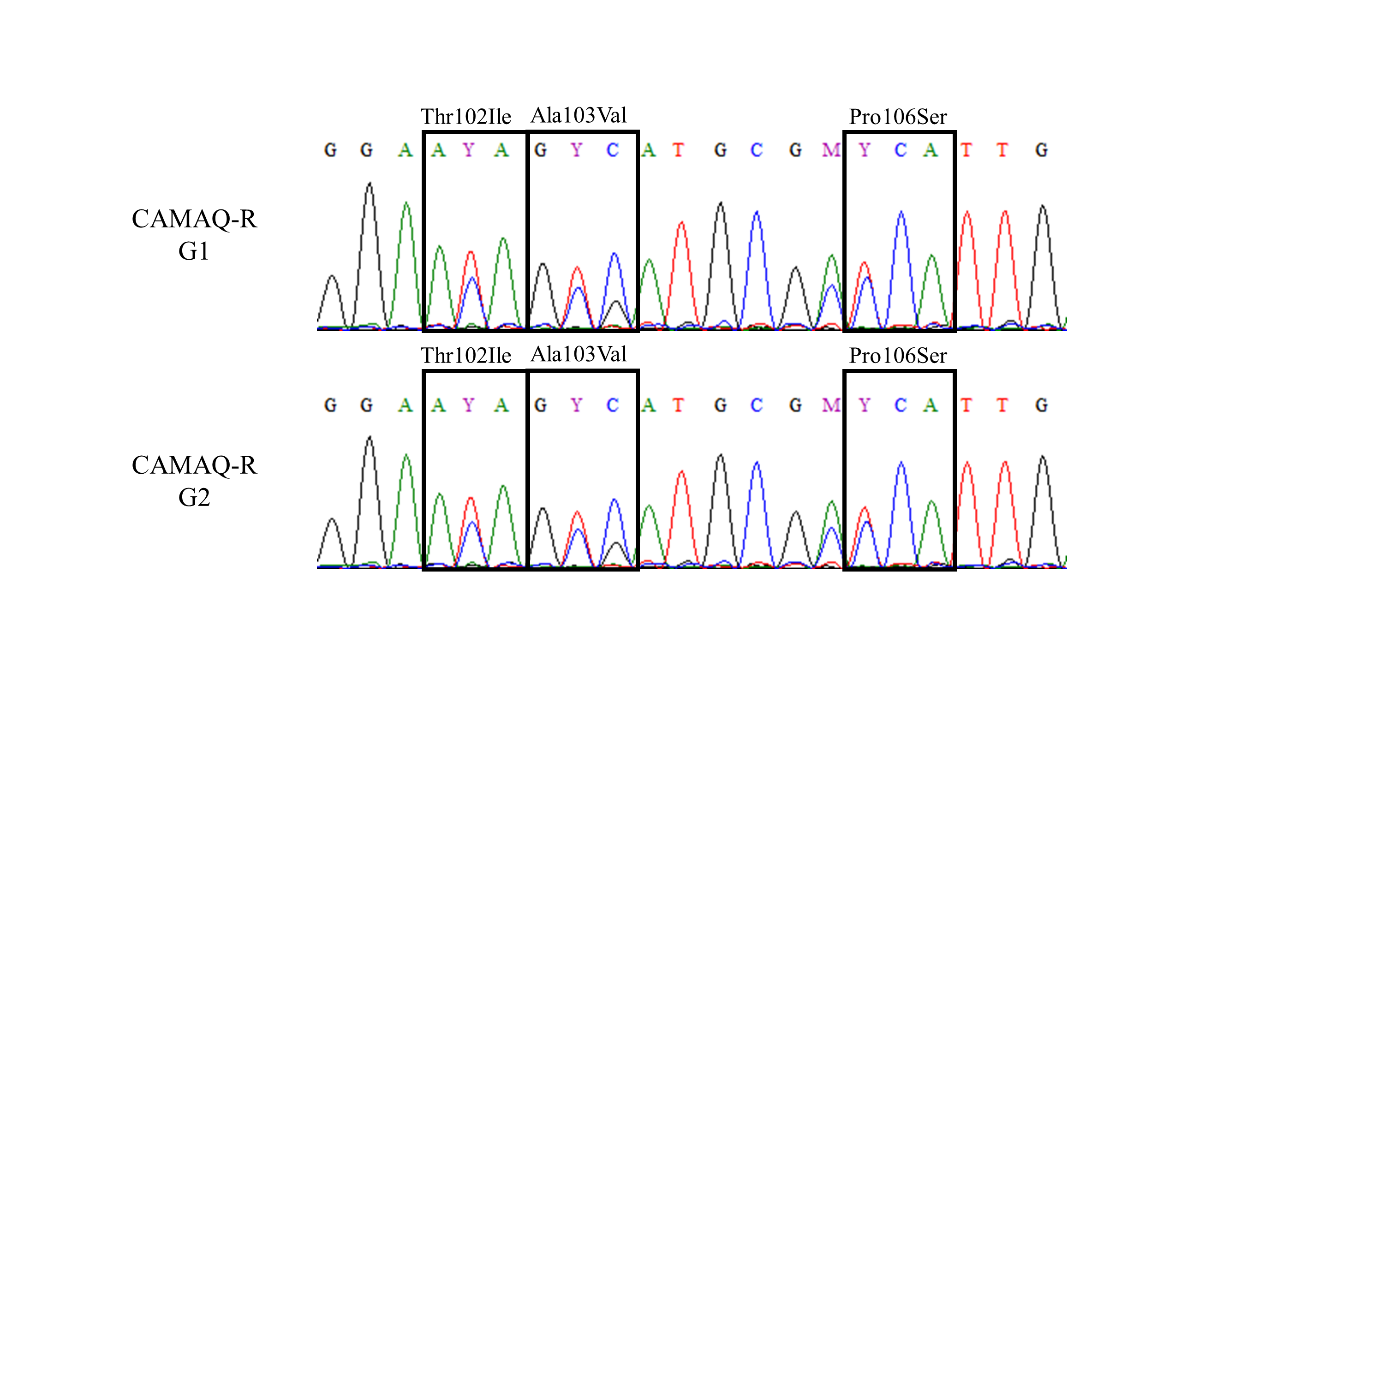 Thr102Ile Ala103Val Pro106Ser
G G A A Y A G Y C A T G C G M Y C A T T G
CAMAQ-R
G1
Thr102Ile Ala103Val Pro106Ser
G G A A Y A G Y C A T G C G M Y C A T T G
CAMAQ-R
G2